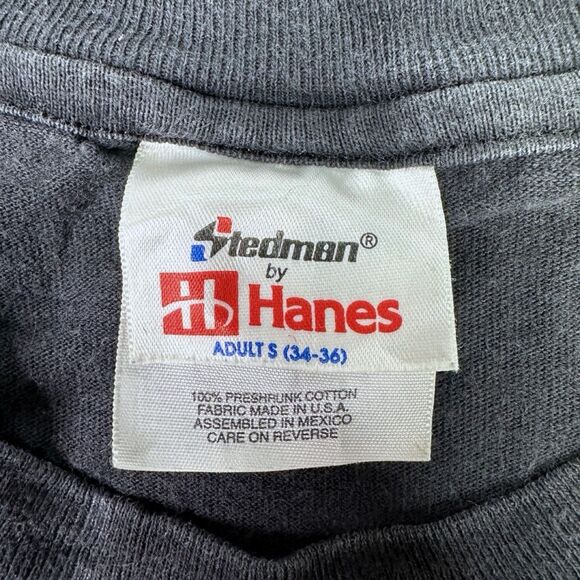 Stedman®
by
Hanes
ADULT S (34-36)
100% PRESHRUNK COTTON
FABRIC MADE IN U.S.A.
ASSEMBLED IN MEXICO
CARE ON REVERSE